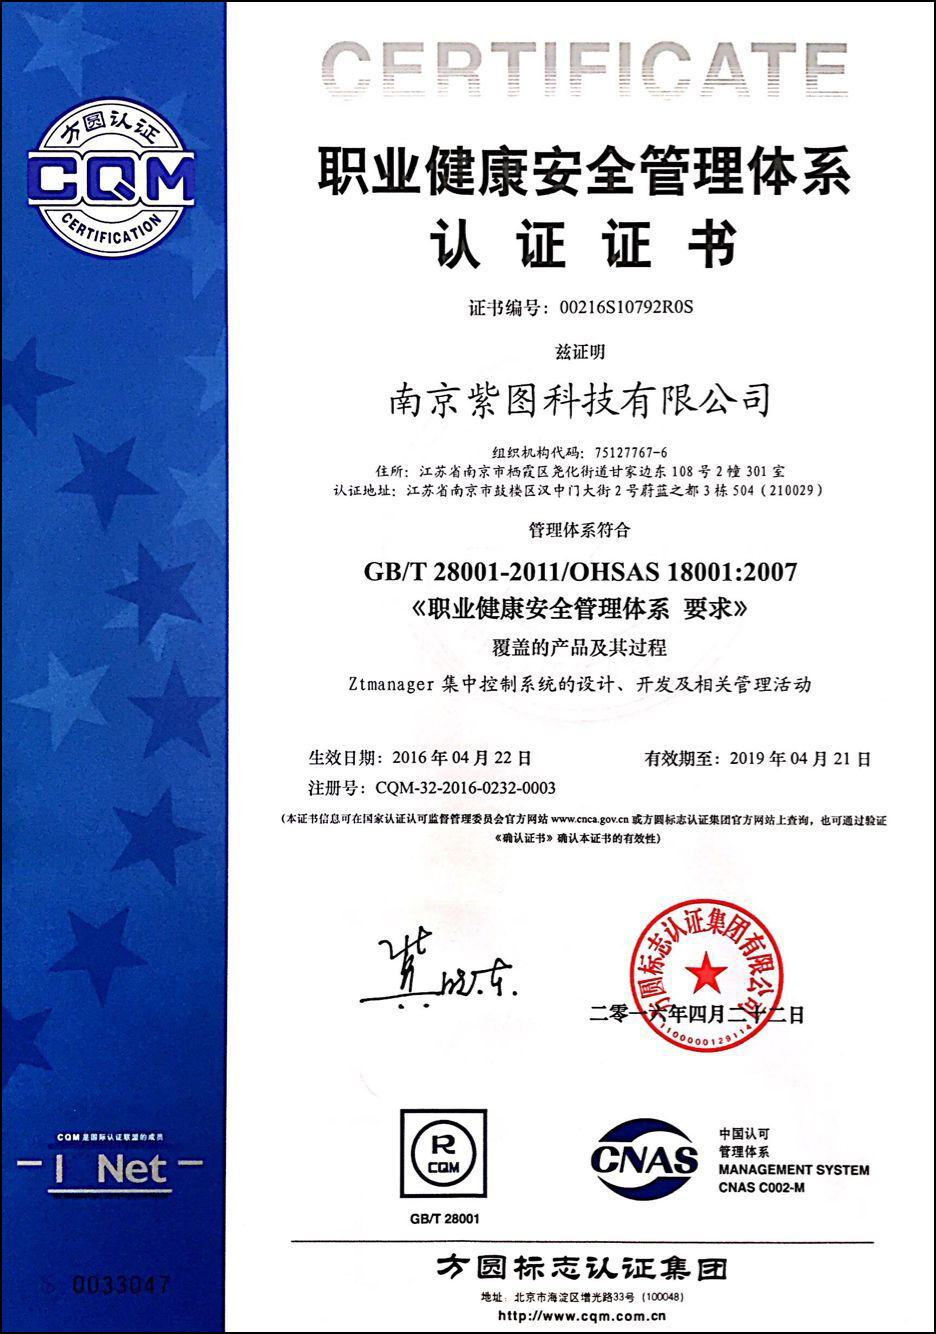 CERTIFICATE
方圆认证
CQM
CERTIFICATION
职业健康安全管理体系
认证证书
证书编号：00216S10792R0S
兹证明
南京紫图科技有限公司
组织机构代码：75127767-6
住所：江苏省南京市栖霞区尧化街道甘家边东108号2幢301室
认证地址：江苏省南京市鼓楼区汉中门大街2号蔚蓝之都3栋504（210029）
管理体系符合
GB/T 28001-2011/OHSAS 18001:2007
《职业健康安全管理体系 要求》
覆盖的产品及其过程
Ztmanager 集中控制系统的设计、开发及相关管理活动
生效日期：2016年04月22日
有效期至：2019年04月21日
注册号：CQM-32-2016-0232-0003
（本证书信息可在国家认证认可监督管理委员会官方网站 www.cnca.gov.cn 或方圆标志认证集团官方网站上查询，也可通过验证
《确认证书》确认本证书的有效性）
方圆标志认证集团有限公司
二零一六年四月二十二日
1100000129114
CQM 是国际认证联盟的成员
I Net
R
CQM
GB/T 28001
CNAS
中国认可
管理体系
MANAGEMENT SYSTEM
CNAS C002-M
S 0033047
方圆标志认证集团
地址：北京市海淀区增光路33号（100048）
http://www.cqm.com.cn